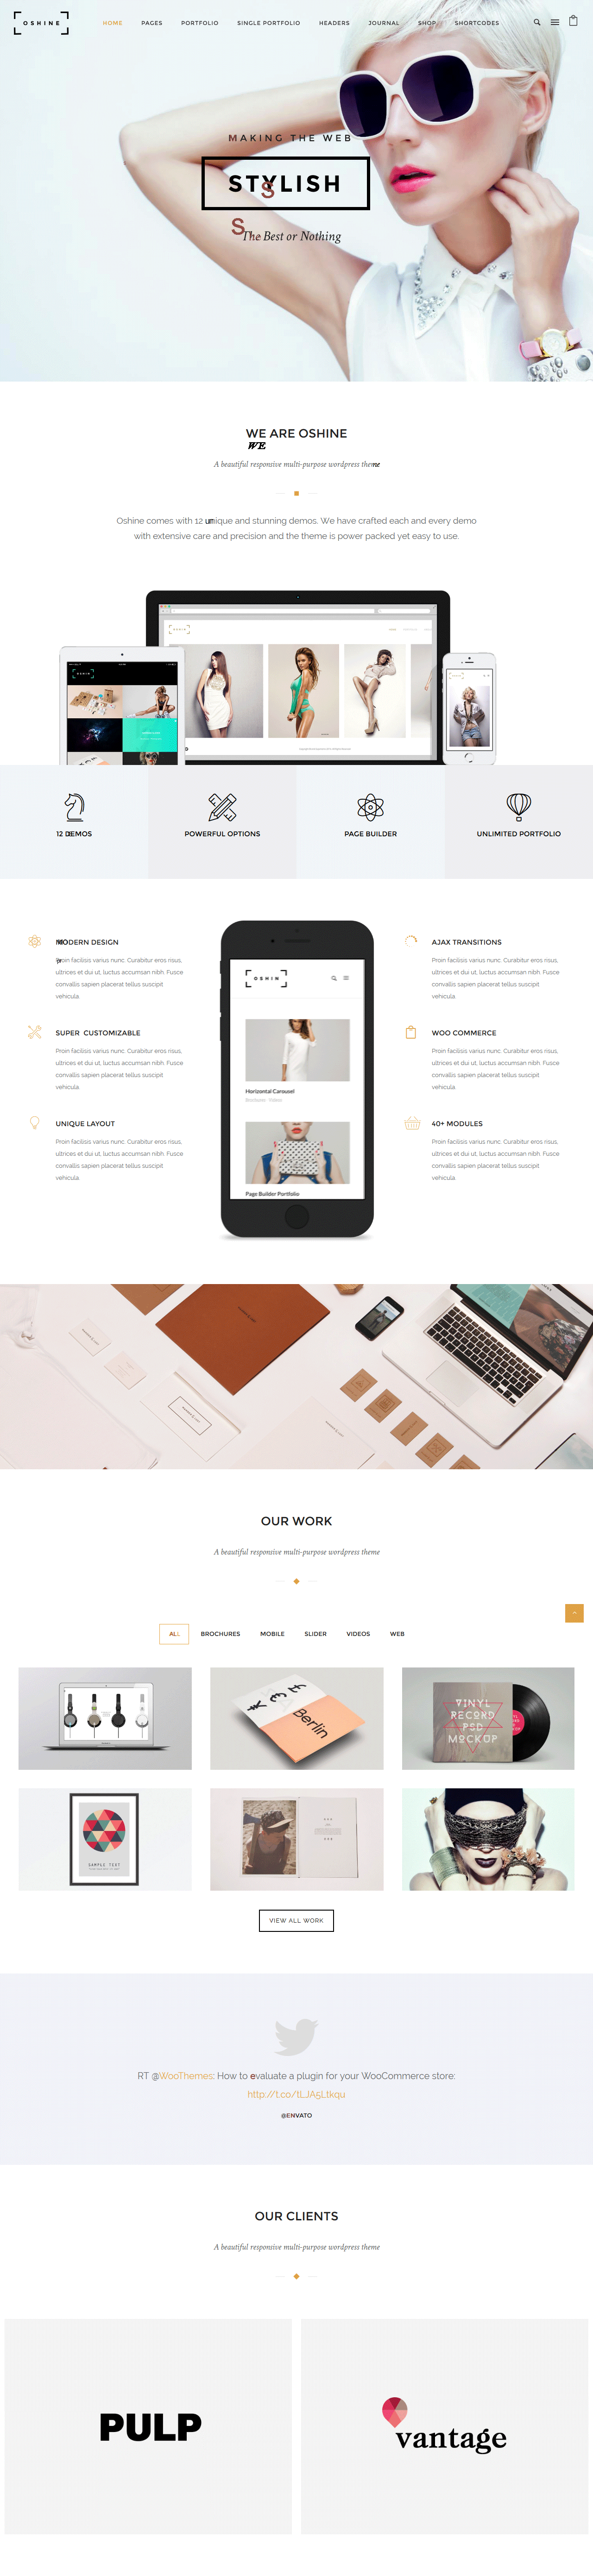 OSHINE
HOME PAGES PORTFOLIO SINGLE PORTFOLIO HEADERS JOURNAL SHOP SHORTCODES
MAKING THE WEB
STYLISH
S
S
The Best or Nothing
WE ARE OSHINE
WE
A beautiful responsive multi-purpose wordpress theme
Oshine comes with 12 unique and stunning demos. We have crafted each and every demo
with extensive care and precision and the theme is power packed yet easy to use.
12 DEMOS
POWERFUL OPTIONS
PAGE BUILDER
UNLIMITED PORTFOLIO
MODERN DESIGN
Proin facilisis varius nunc. Curabitur eros risus,
ultrices et dui ut, luctus accumsan nibh. Fusce
convallis sapien placerat tellus suscipit
vehicula.
SUPER CUSTOMIZABLE
Proin facilisis varius nunc. Curabitur eros risus,
ultrices et dui ut, luctus accumsan nibh. Fusce
convallis sapien placerat tellus suscipit
vehicula.
UNIQUE LAYOUT
Proin facilisis varius nunc. Curabitur eros risus,
ultrices et dui ut, luctus accumsan nibh. Fusce
convallis sapien placerat tellus suscipit
vehicula.
OSHIN
Horizontal Carousel
Brochures · Videos
Page Builder Portfolio
AJAX TRANSITIONS
Proin facilisis varius nunc. Curabitur eros risus,
ultrices et dui ut, luctus accumsan nibh. Fusce
convallis sapien placerat tellus suscipit
vehicula.
WOO COMMERCE
Proin facilisis varius nunc. Curabitur eros risus,
ultrices et dui ut, luctus accumsan nibh. Fusce
convallis sapien placerat tellus suscipit
vehicula.
40+ MODULES
Proin facilisis varius nunc. Curabitur eros risus,
ultrices et dui ut, luctus accumsan nibh. Fusce
convallis sapien placerat tellus suscipit
vehicula.
OUR WORK
A beautiful responsive multi-purpose wordpress theme
ALL BROCHURES MOBILE SLIDER VIDEOS WEB
Berlin
VINYL
RECORD
PSD
MOCKUP
SAMPLE TEXT
VIEW ALL WORK
RT @WooThemes: How to evaluate a plugin for your WooCommerce store:
http://t.co/tLJA5Ltkqu
@ENVATO
OUR CLIENTS
A beautiful responsive multi-purpose wordpress theme
PULP
vantage